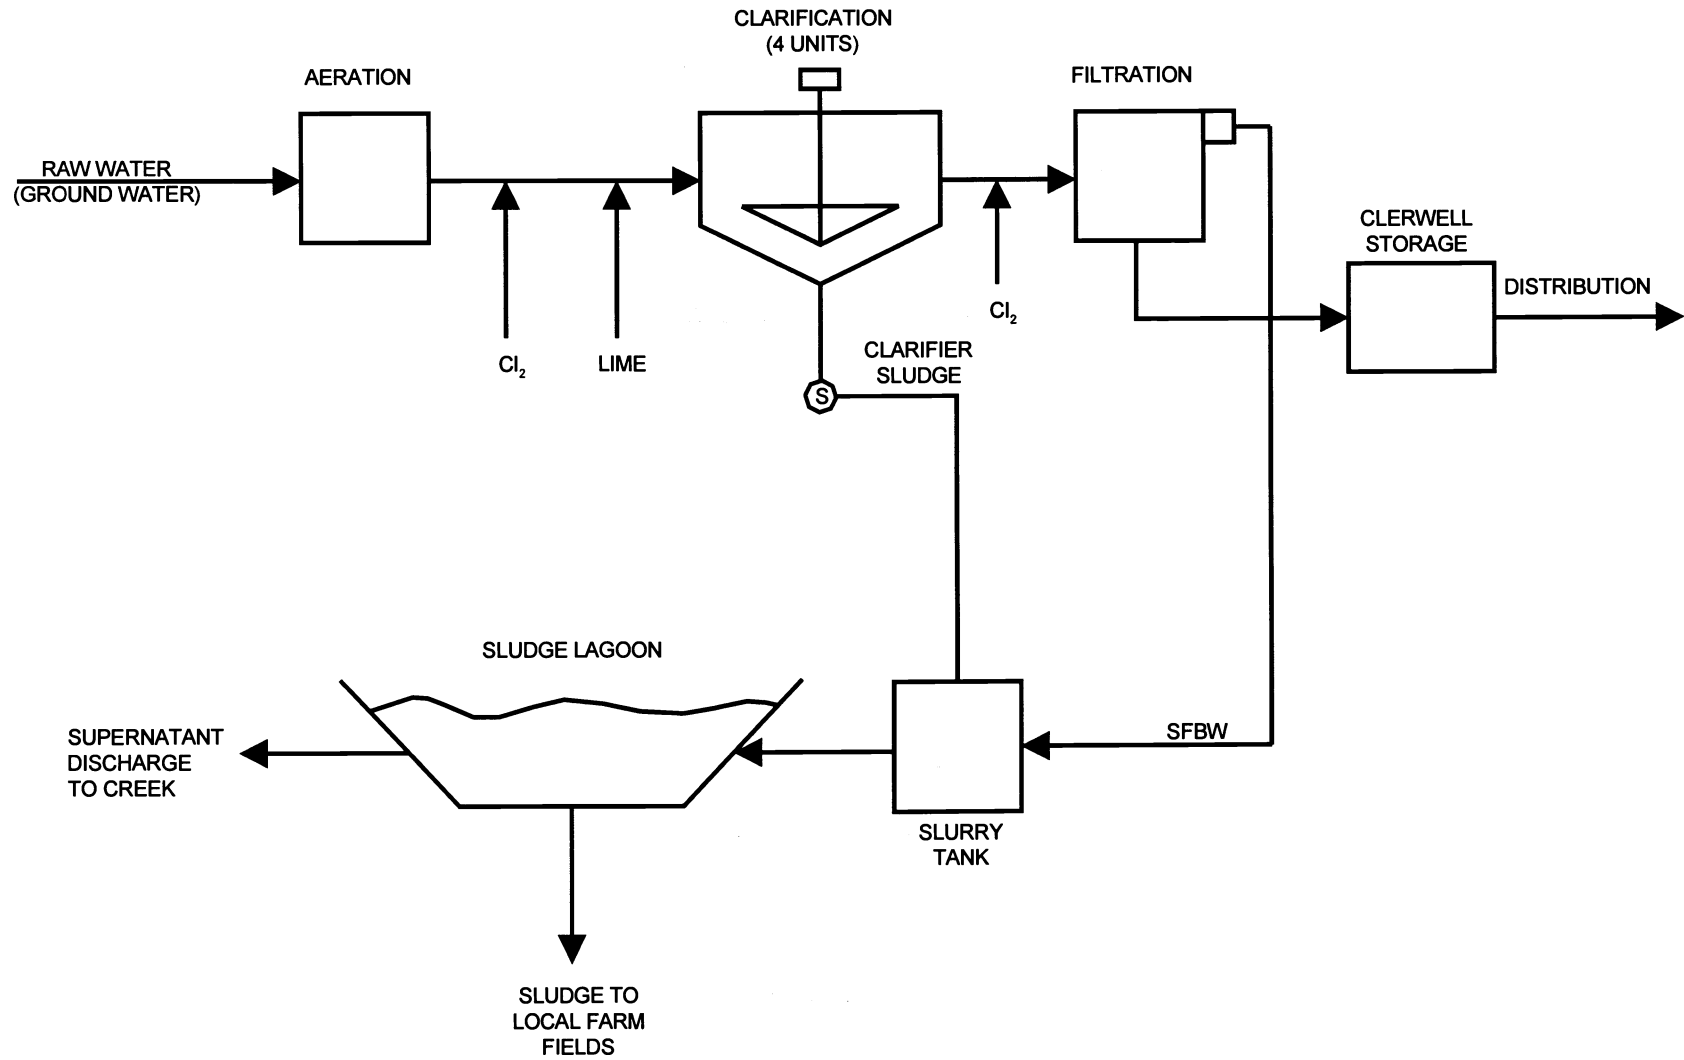 CLARIFICATION
(4 UNITS)
AERATION
FILTRATION
RAW WATER
(GROUND WATER)
CLERWELL
STORAGE
DISTRIBUTION
Cl₂
LIME
Cl₂
CLARIFIER
SLUDGE
S
SLUDGE LAGOON
SUPERNATANT
DISCHARGE
TO CREEK
SFBW
SLURRY
TANK
SLUDGE TO
LOCAL FARM
FIELDS